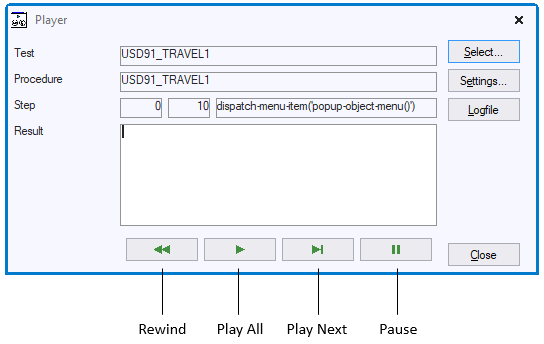 Player
Test
USD91_TRAVEL1
Select...
Procedure
USD91_TRAVEL1
Settings...
Step
0
10
dispatch-menu-item('popup-object-menu()')
Logfile
Result
Close
Rewind
Play All
Play Next
Pause